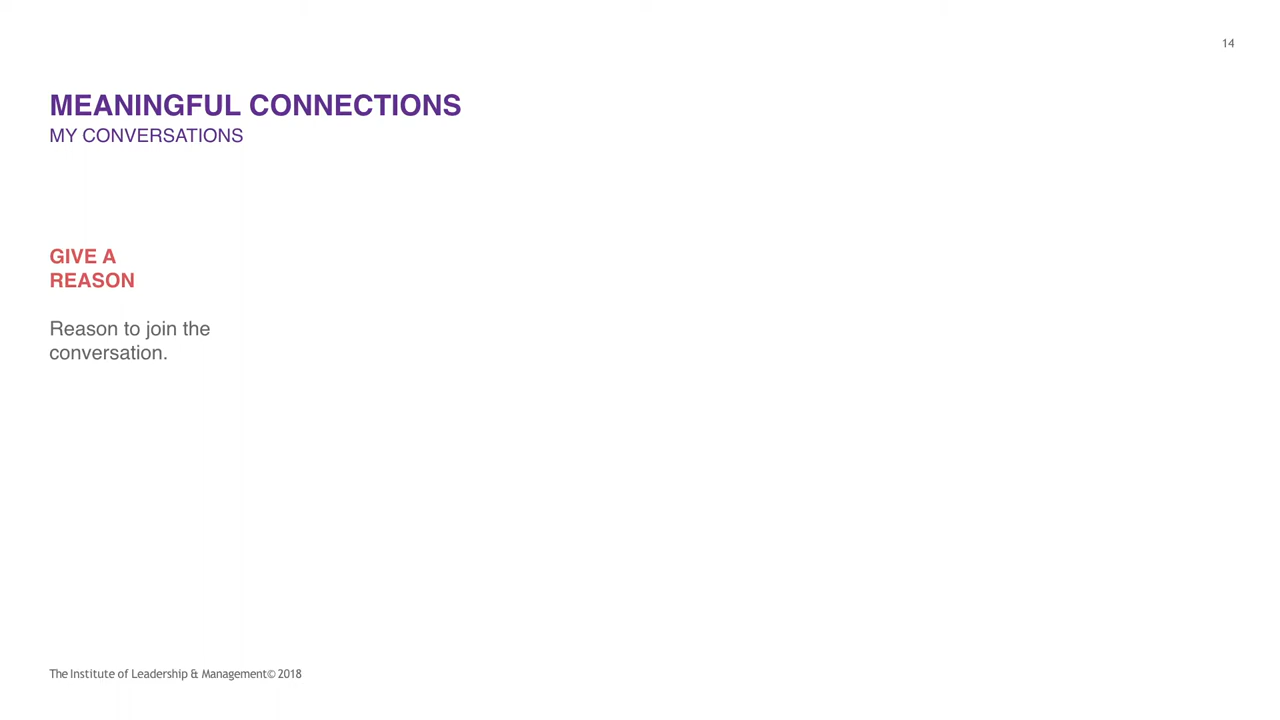 14
MEANINGFUL CONNECTIONS
MY CONVERSATIONS
GIVE A
REASON
Reason to join the
conversation.
The Institute of Leadership & Management© 2018